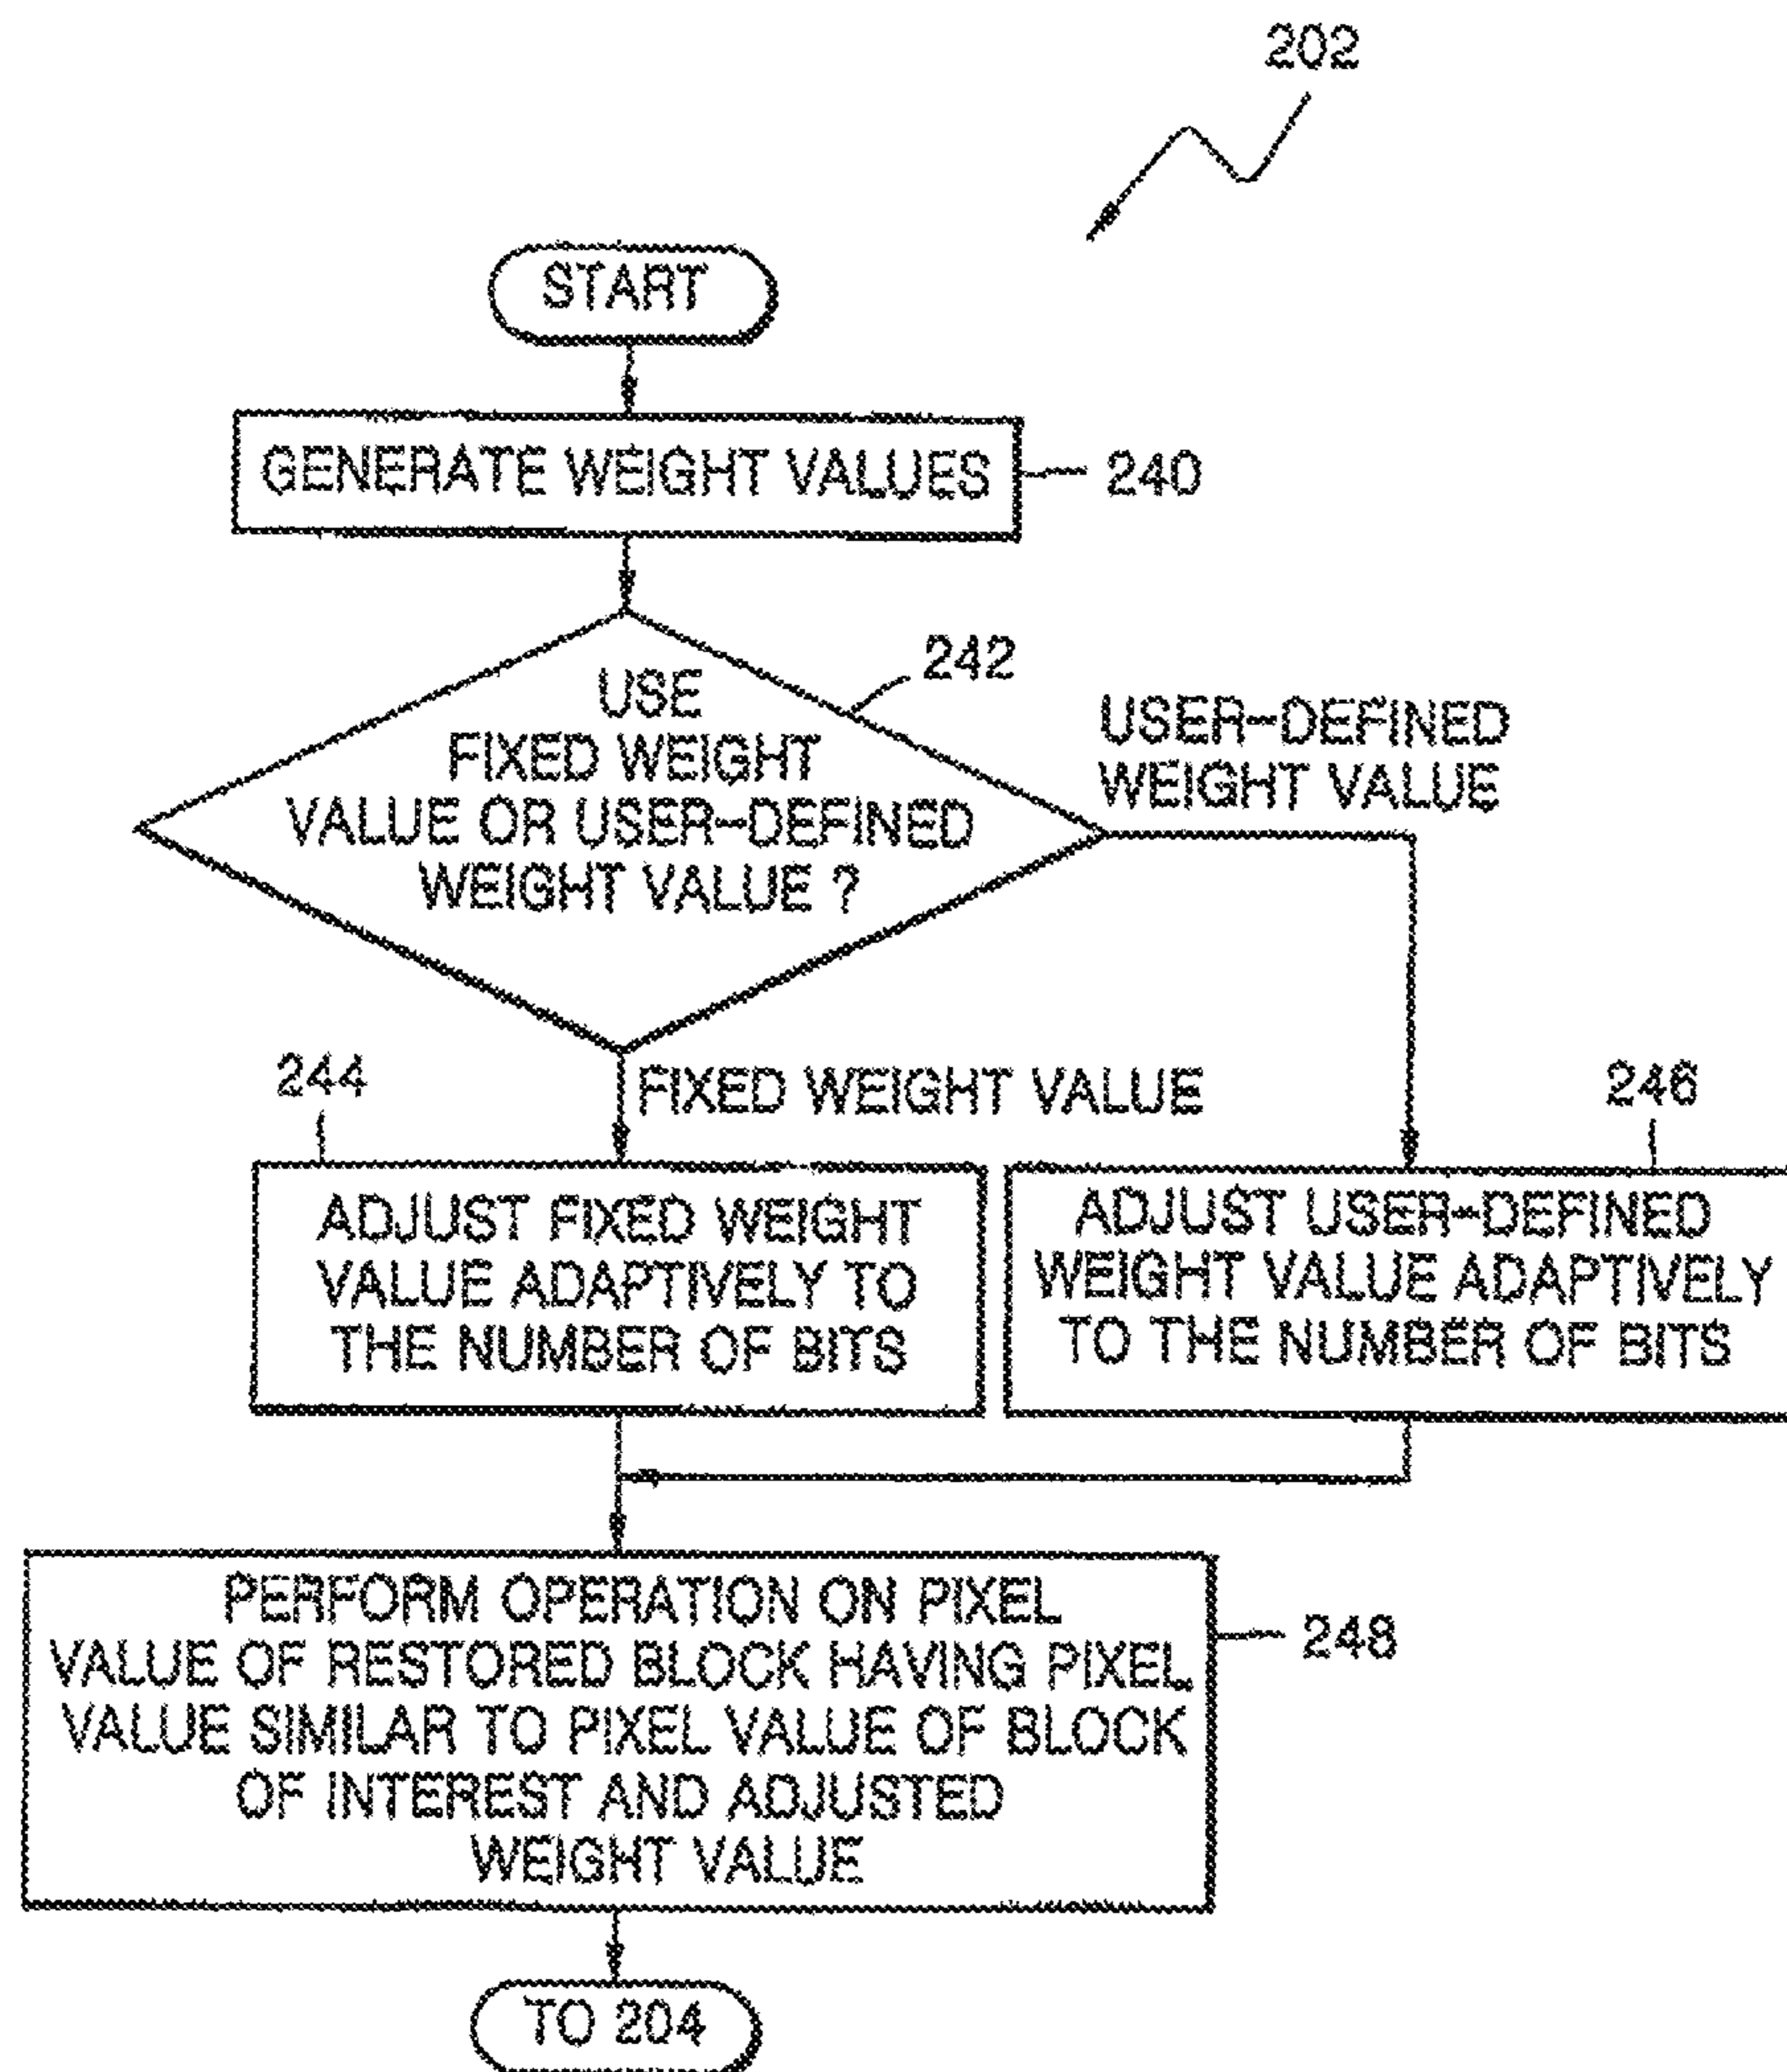 202
START
GENERATE WEIGHT VALUES
240
242
USE
FIXED WEIGHT
VALUE OR USER-DEFINED
WEIGHT VALUE ?
USER-DEFINED
WEIGHT VALUE
244
FIXED WEIGHT VALUE
246
ADJUST FIXED WEIGHT
VALUE ADAPTIVELY TO
THE NUMBER OF BITS
ADJUST USER-DEFINED
WEIGHT VALUE ADAPTIVELY
TO THE NUMBER OF BITS
PERFORM OPERATION ON PIXEL
VALUE OF RESTORED BLOCK HAVING PIXEL
VALUE SIMILAR TO PIXEL VALUE OF BLOCK
OF INTEREST AND ADJUSTED
WEIGHT VALUE
248
TO 204